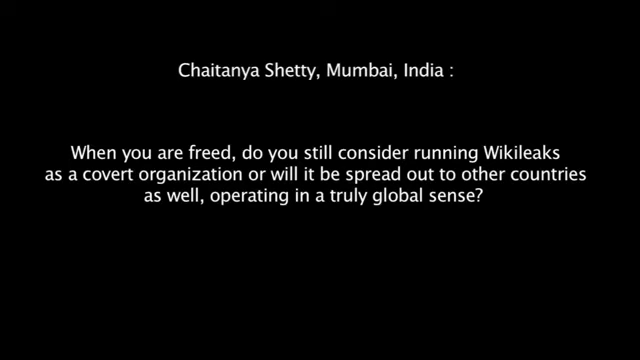 Chaitanya Shetty, Mumbai, India :
When you are freed, do you still consider running Wikileaks
as a covert organization or will it be spread out to other countries
as well, operating in a truly global sense?